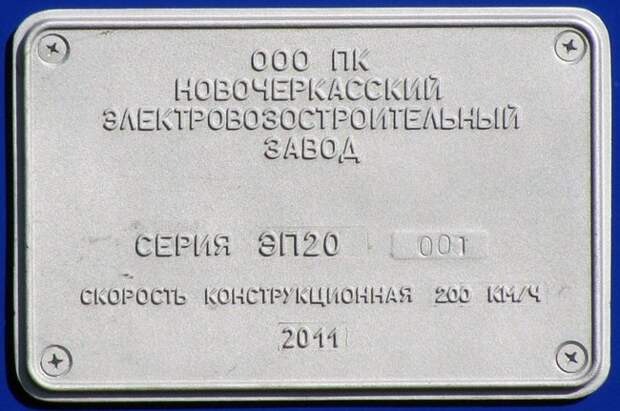 ООО ПК
НОВОЧЕРКАССКИЙ
ЭЛЕКТРОВОЗОСТРОИТЕЛЬНЫЙ
ЗАВОД
СЕРИЯ ЭП20 001
СКОРОСТЬ КОНСТРУКЦИОННАЯ 200 КМ/Ч
2011